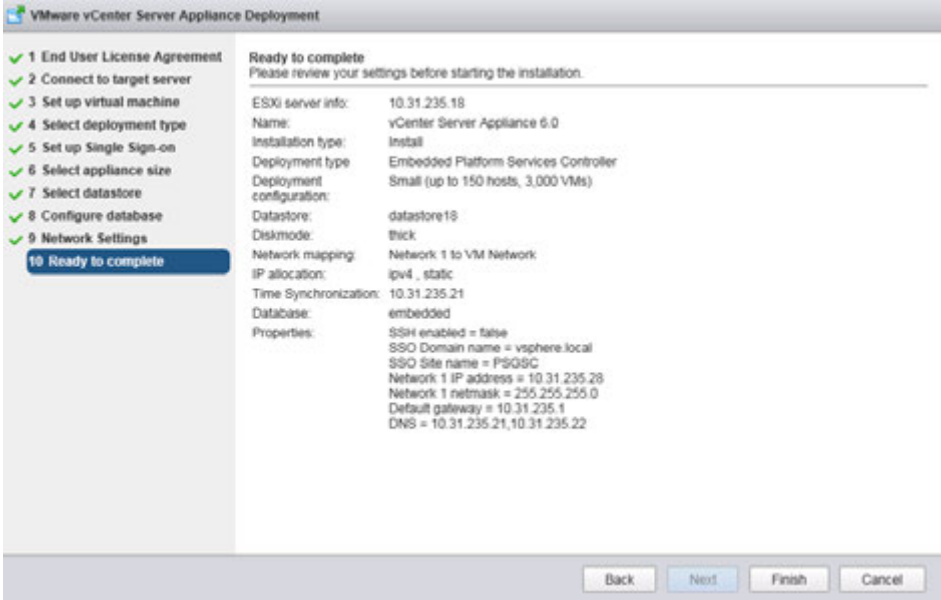 VMware vCenter Server Appliance Deployment
1 End User License Agreement
2 Connect to target server
3 Set up virtual machine
4 Select deployment type
5 Set up Single Sign-on
6 Select appliance size
7 Select datastore
8 Configure database
9 Network Settings
10 Ready to complete
Ready to complete
Please review your settings before starting the installation.
ESXi server info: 10.31.235.18
Name: vCenter Server Appliance 6.0
Installation type: Install
Deployment type Embedded Platform Services Controller
Deployment configuration: Small (up to 150 hosts, 3,000 VMs)
Datastore: datastore18
Diskmode: thick
Network mapping: Network 1 to VM Network
IP allocation: ipv4 , static
Time Synchronization: 10.31.235.21
Database: embedded
Properties: SSH enabled = false
SSO Domain name = vsphere.local
SSO Site name = PSGSC
Network 1 IP address = 10.31.235.28
Network 1 netmask = 255.255.255.0
Default gateway = 10.31.235.1
DNS = 10.31.235.21,10.31.235.22
Back
Next
Finish
Cancel